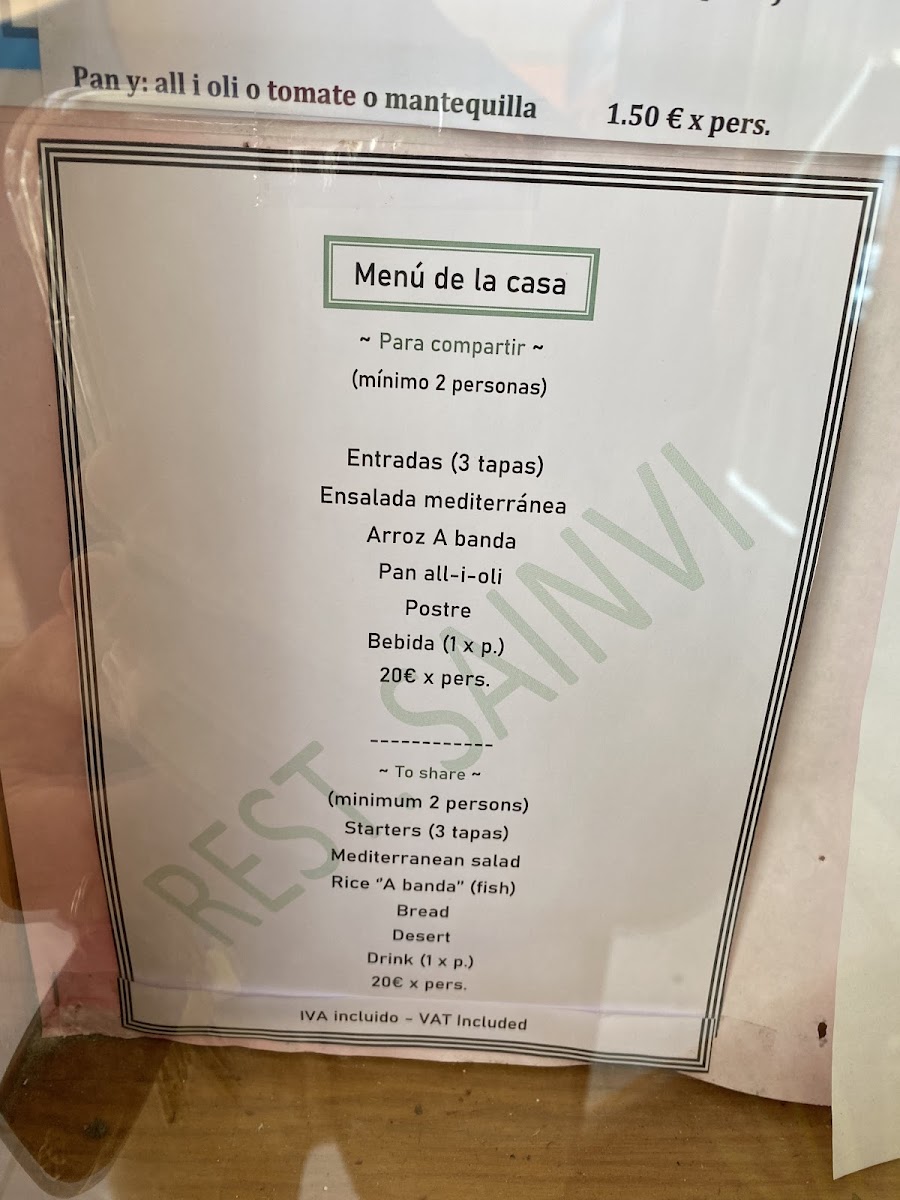 Pan y: all i oli o tomate o mantequilla 1.50 € x pers.
Menú de la casa
~ Para compartir ~
(mínimo 2 personas)
Entradas (3 tapas)
Ensalada mediterránea
Arroz A banda
Pan all-i-oli
Postre
Bebida (1 x p.)
20€ x pers.
------------
~ To share ~
(minimum 2 persons)
Starters (3 tapas)
Mediterranean salad
Rice “A banda” (fish)
Bread
Desert
Drink (1 x p.)
20€ x pers.
IVA incluido - VAT Included
REST. SAINVI